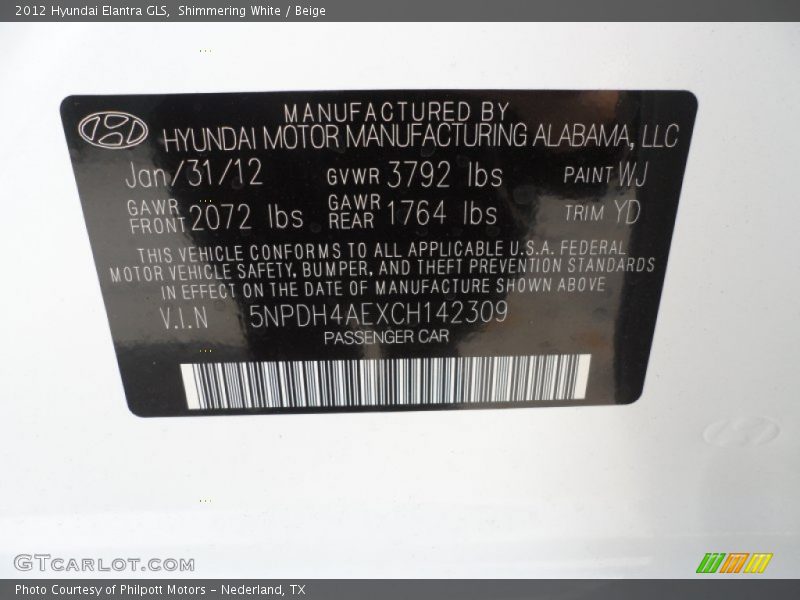 2012 Hyundai Elantra GLS,  Shimmering White / Beige
MANUFACTURED BY
HYUNDAI MOTOR MANUFACTURING ALABAMA, LLC
Jan/31/12 GVWR 3792 lbs PAINT WJ
GAWR FRONT 2072 lbs GAWR REAR 1764 lbs TRIM YD
THIS VEHICLE CONFORMS TO ALL APPLICABLE U.S.A. FEDERAL
MOTOR VEHICLE SAFETY, BUMPER, AND THEFT PREVENTION STANDARDS
IN EFFECT ON THE DATE OF MANUFACTURE SHOWN ABOVE
V.I.N 5NPDH4AEXCH142309
PASSENGER CAR
GTCARLOT.COM
Photo Courtesy of Philpott Motors - Nederland, TX